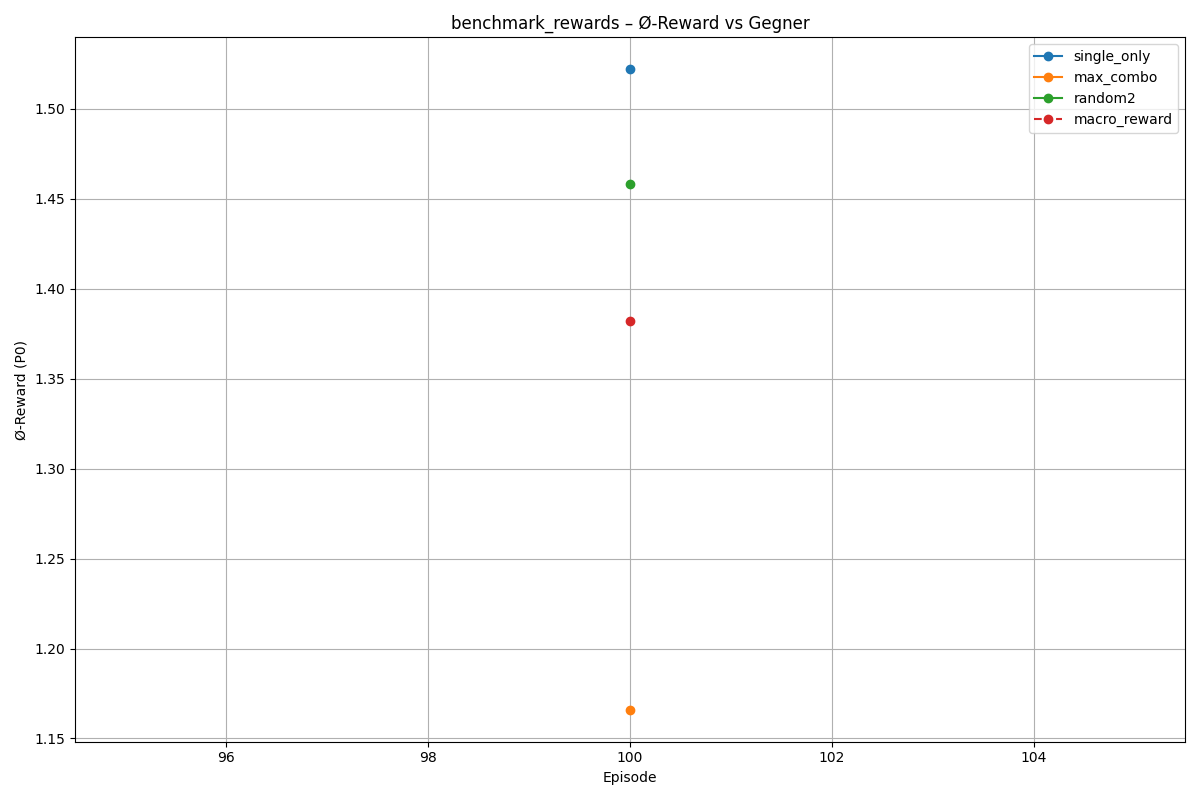 benchmark_rewards – Ø-Reward vs Gegner
single_only
max_combo
random2
macro_reward
Ø-Reward (P0)
1.50
1.45
1.40
1.35
1.30
1.25
1.20
1.15
96 98 100 102 104
Episode